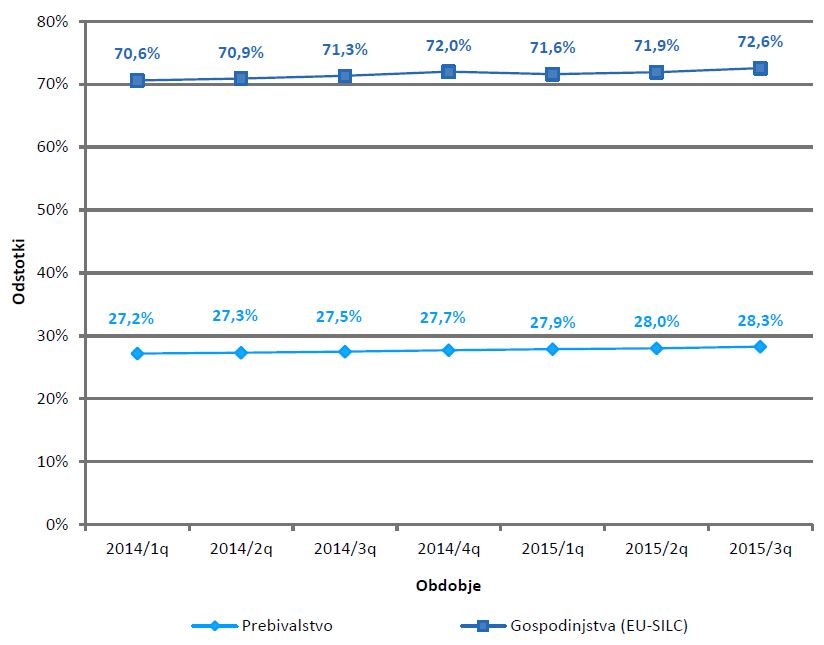 80%
70,6% 70,9% 71,3% 72,0% 71,6% 71,9% 72,6%
70%
60%
50%
40%
27,2% 27,3% 27,5% 27,7% 27,9% 28,0% 28,3%
30%
20%
10%
0%
Odstotki
2014/1q 2014/2q 2014/3q 2014/4q 2015/1q 2015/2q 2015/3q
Obdobje
Prebivalstvo Gospodinjstva (EU-SILC)